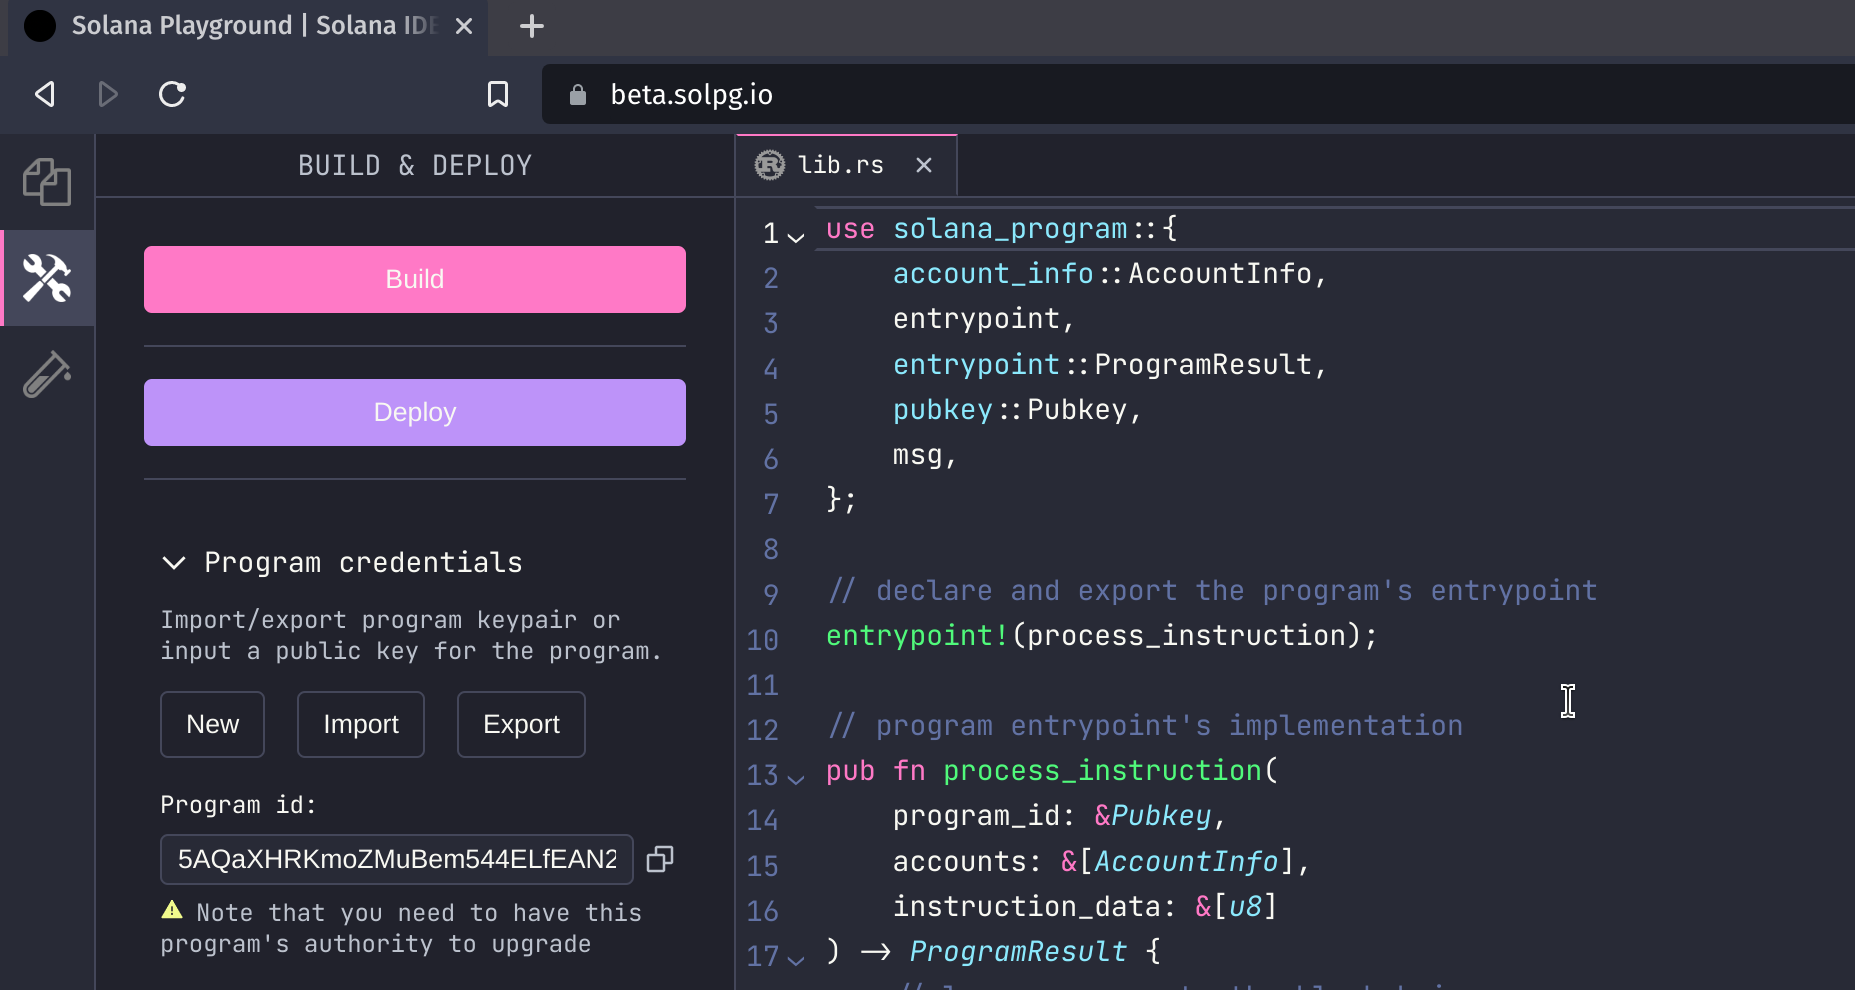 Solana Playground | Solana IDE
beta.solpg.io
BUILD & DEPLOY
Build
Deploy
Program credentials
Import/export program keypair or
input a public key for the program.
New Import Export
Program id:
5AQaXHRKmoZMuBem544ELfEAN2
Note that you need to have this
program's authority to upgrade
lib.rs
1 use solana_program::{
2 account_info::AccountInfo,
3 entrypoint,
4 entrypoint::ProgramResult,
5 pubkey::Pubkey,
6 msg,
7 };
8
9 // declare and export the program's entrypoint
10 entrypoint!(process_instruction);
11
12 // program entrypoint's implementation
13 pub fn process_instruction(
14 program_id: &Pubkey,
15 accounts: &[AccountInfo],
16 instruction_data: &[u8]
17 ) -> ProgramResult {